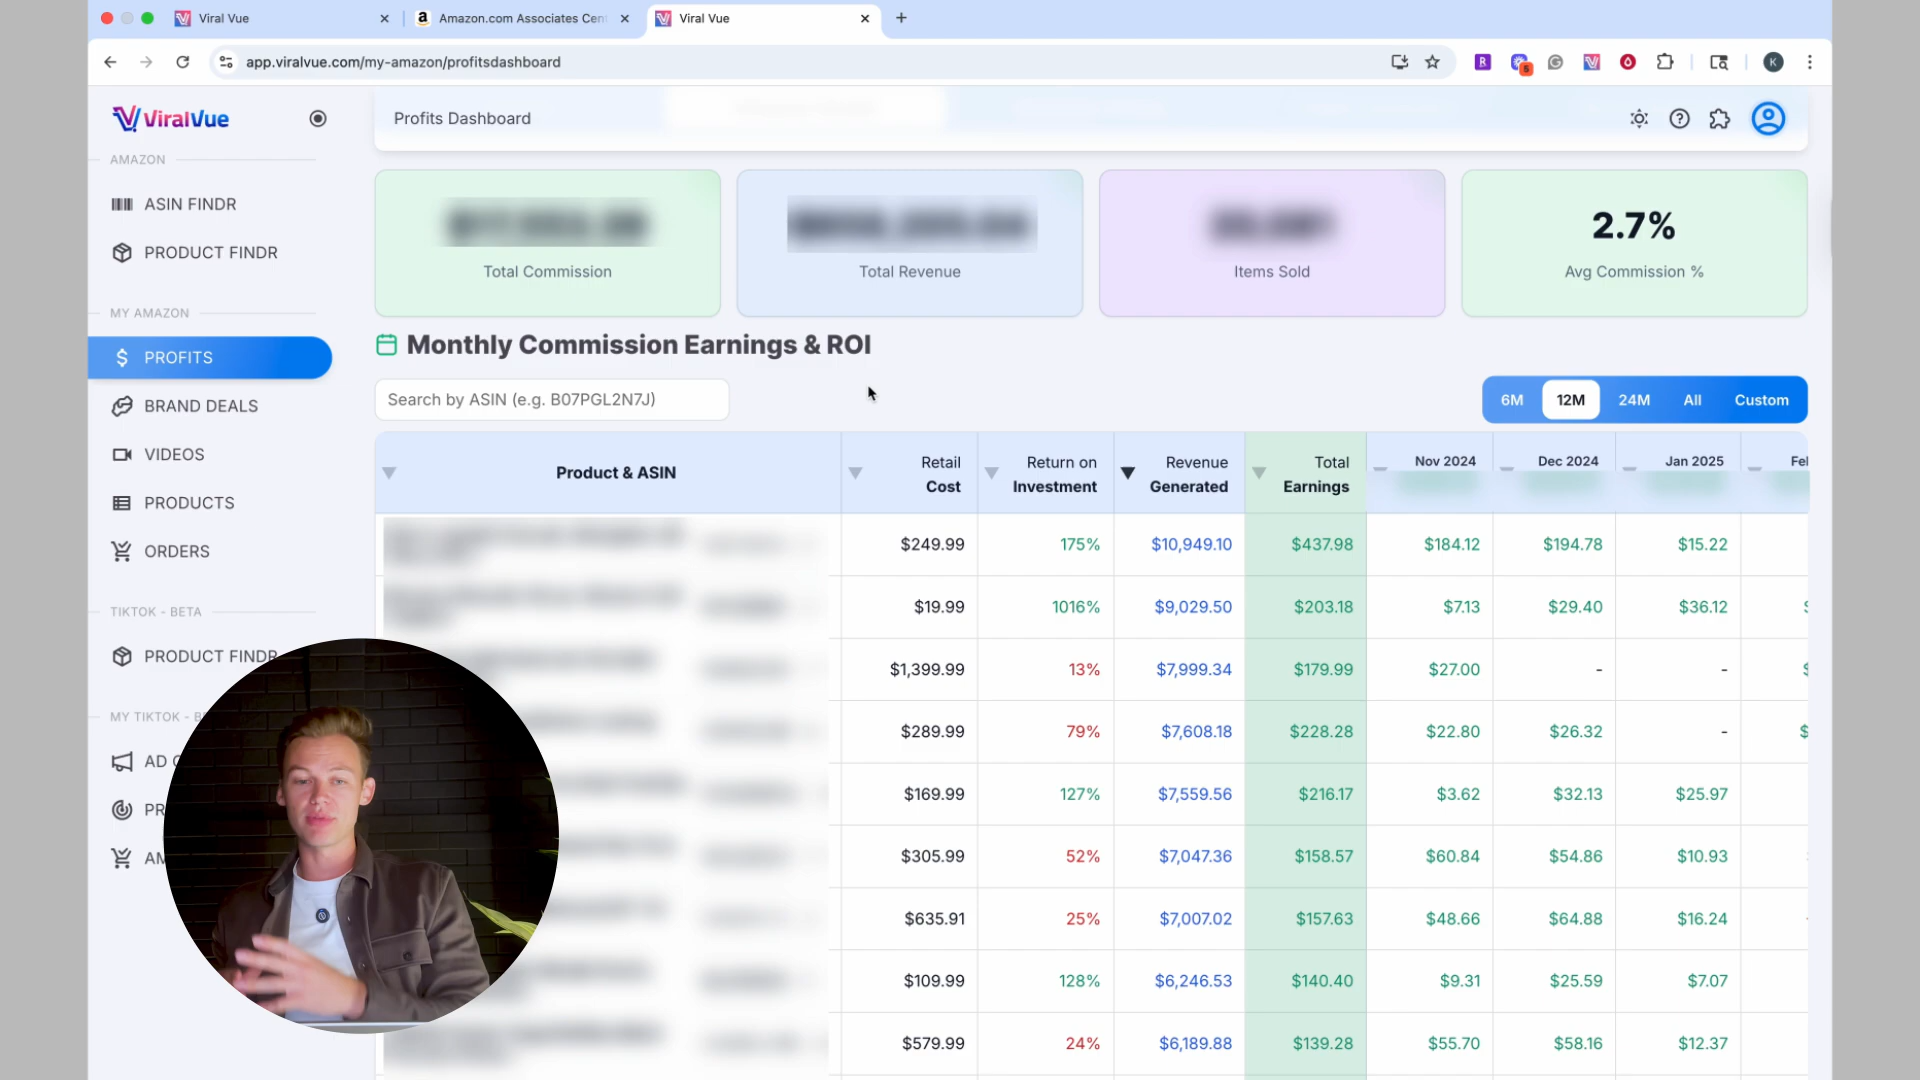 Viral Vue
Amazon.com Associates Cen
Viral Vue
app.viralvue.com/my-amazon/profitsdashboard
R
5
K
ViralVue
Profits Dashboard
AMAZON
ASIN FINDR
PRODUCT FINDR
MY AMAZON
PROFITS
BRAND DEALS
VIDEOS
PRODUCTS
ORDERS
TIKTOK - BETA
PRODUCT FINDR
MY TIKTOK - B
AD
PR
AM
Total Commission
Total Revenue
Items Sold
2.7%
Avg Commission %
Monthly Commission Earnings & ROI
Search by ASIN (e.g. B07PGL2N7J)
6M 12M 24M All Custom
Product & ASIN
Retail Cost
Return on Investment
Revenue Generated
Total Earnings
Nov 2024
Dec 2024
Jan 2025
Fe
$249.99 175% $10,949.10 $437.98 $184.12 $194.78 $15.22
$19.99 1016% $9,029.50 $203.18 $7.13 $29.40 $36.12
$1,399.99 13% $7,999.34 $179.99 $27.00 - -
$289.99 79% $7,608.18 $228.28 $22.80 $26.32 -
$169.99 127% $7,559.56 $216.17 $3.62 $32.13 $25.97
$305.99 52% $7,047.36 $158.57 $60.84 $54.86 $10.93
$635.91 25% $7,007.02 $157.63 $48.66 $64.88 $16.24
$109.99 128% $6,246.53 $140.40 $9.31 $25.59 $7.07
$579.99 24% $6,189.88 $139.28 $55.70 $58.16 $12.37